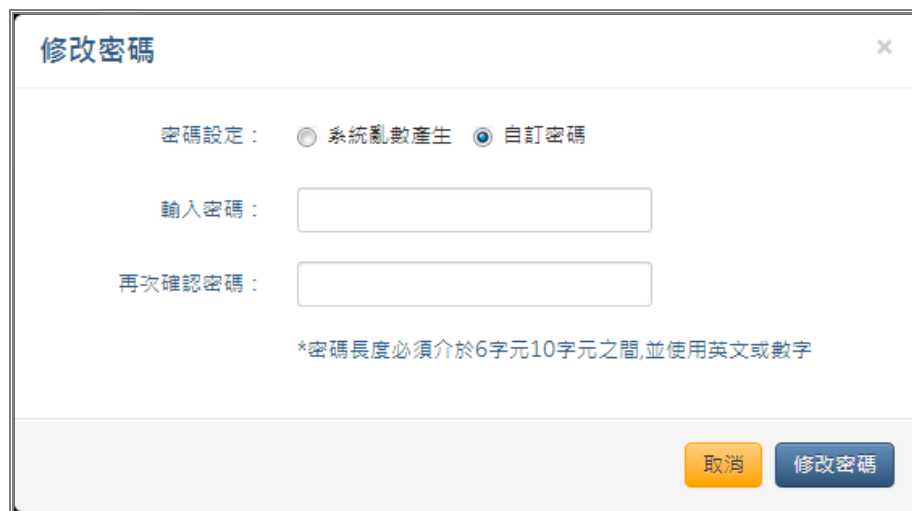 修改密碼 ×
密碼設定： 系統亂數產生 自訂密碼
輸入密碼：
再次確認密碼：
*密碼長度必須介於6字元10字元之間,並使用英文或數字
取消 修改密碼